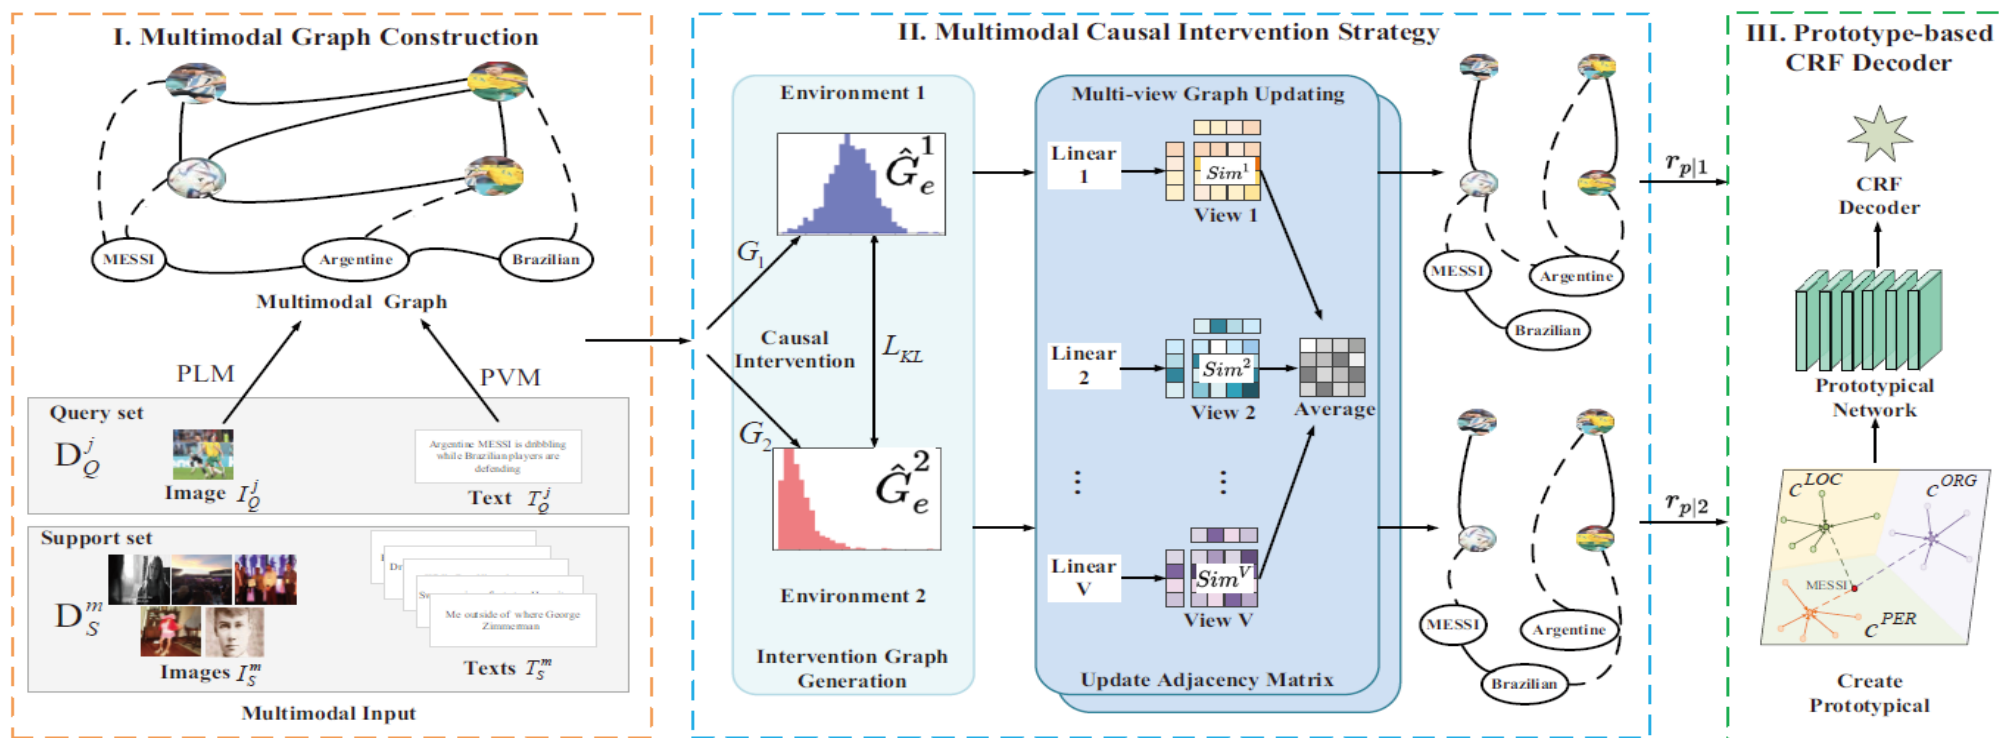 I. Multimodal Graph Construction
MESSI
Argentine
Brazilian
Multimodal Graph
PLM
PVM
Query set
D_Q^j
Image I_Q^j
Argentine MESSI is dribbling
while Brazilian players are
defending
Text T_Q^j
Support set
D_S^m
Images I_S^m
Me outside of where George
Zimmerman
Texts T_S^m
Multimodal Input
II. Multimodal Causal Intervention Strategy
Environment 1
Ĝ_e^1
G_1
Causal
Intervention
L_KL
G_2
Ĝ_e^2
Environment 2
Intervention Graph
Generation
Multi-view Graph Updating
Linear
1
Sim^1
View 1
Linear
2
Sim^2
View 2
Average
⋮
⋮
Linear
V
Sim^V
View V
Update Adjacency Matrix
MESSI
Argentine
Brazilian
MESSI
Argentine
Brazilian
r_{p|1}
r_{p|2}
III. Prototype-based
CRF Decoder
CRF
Decoder
Prototypical
Network
C^LOC
C^ORG
MESSI
C^PER
Create
Prototypical